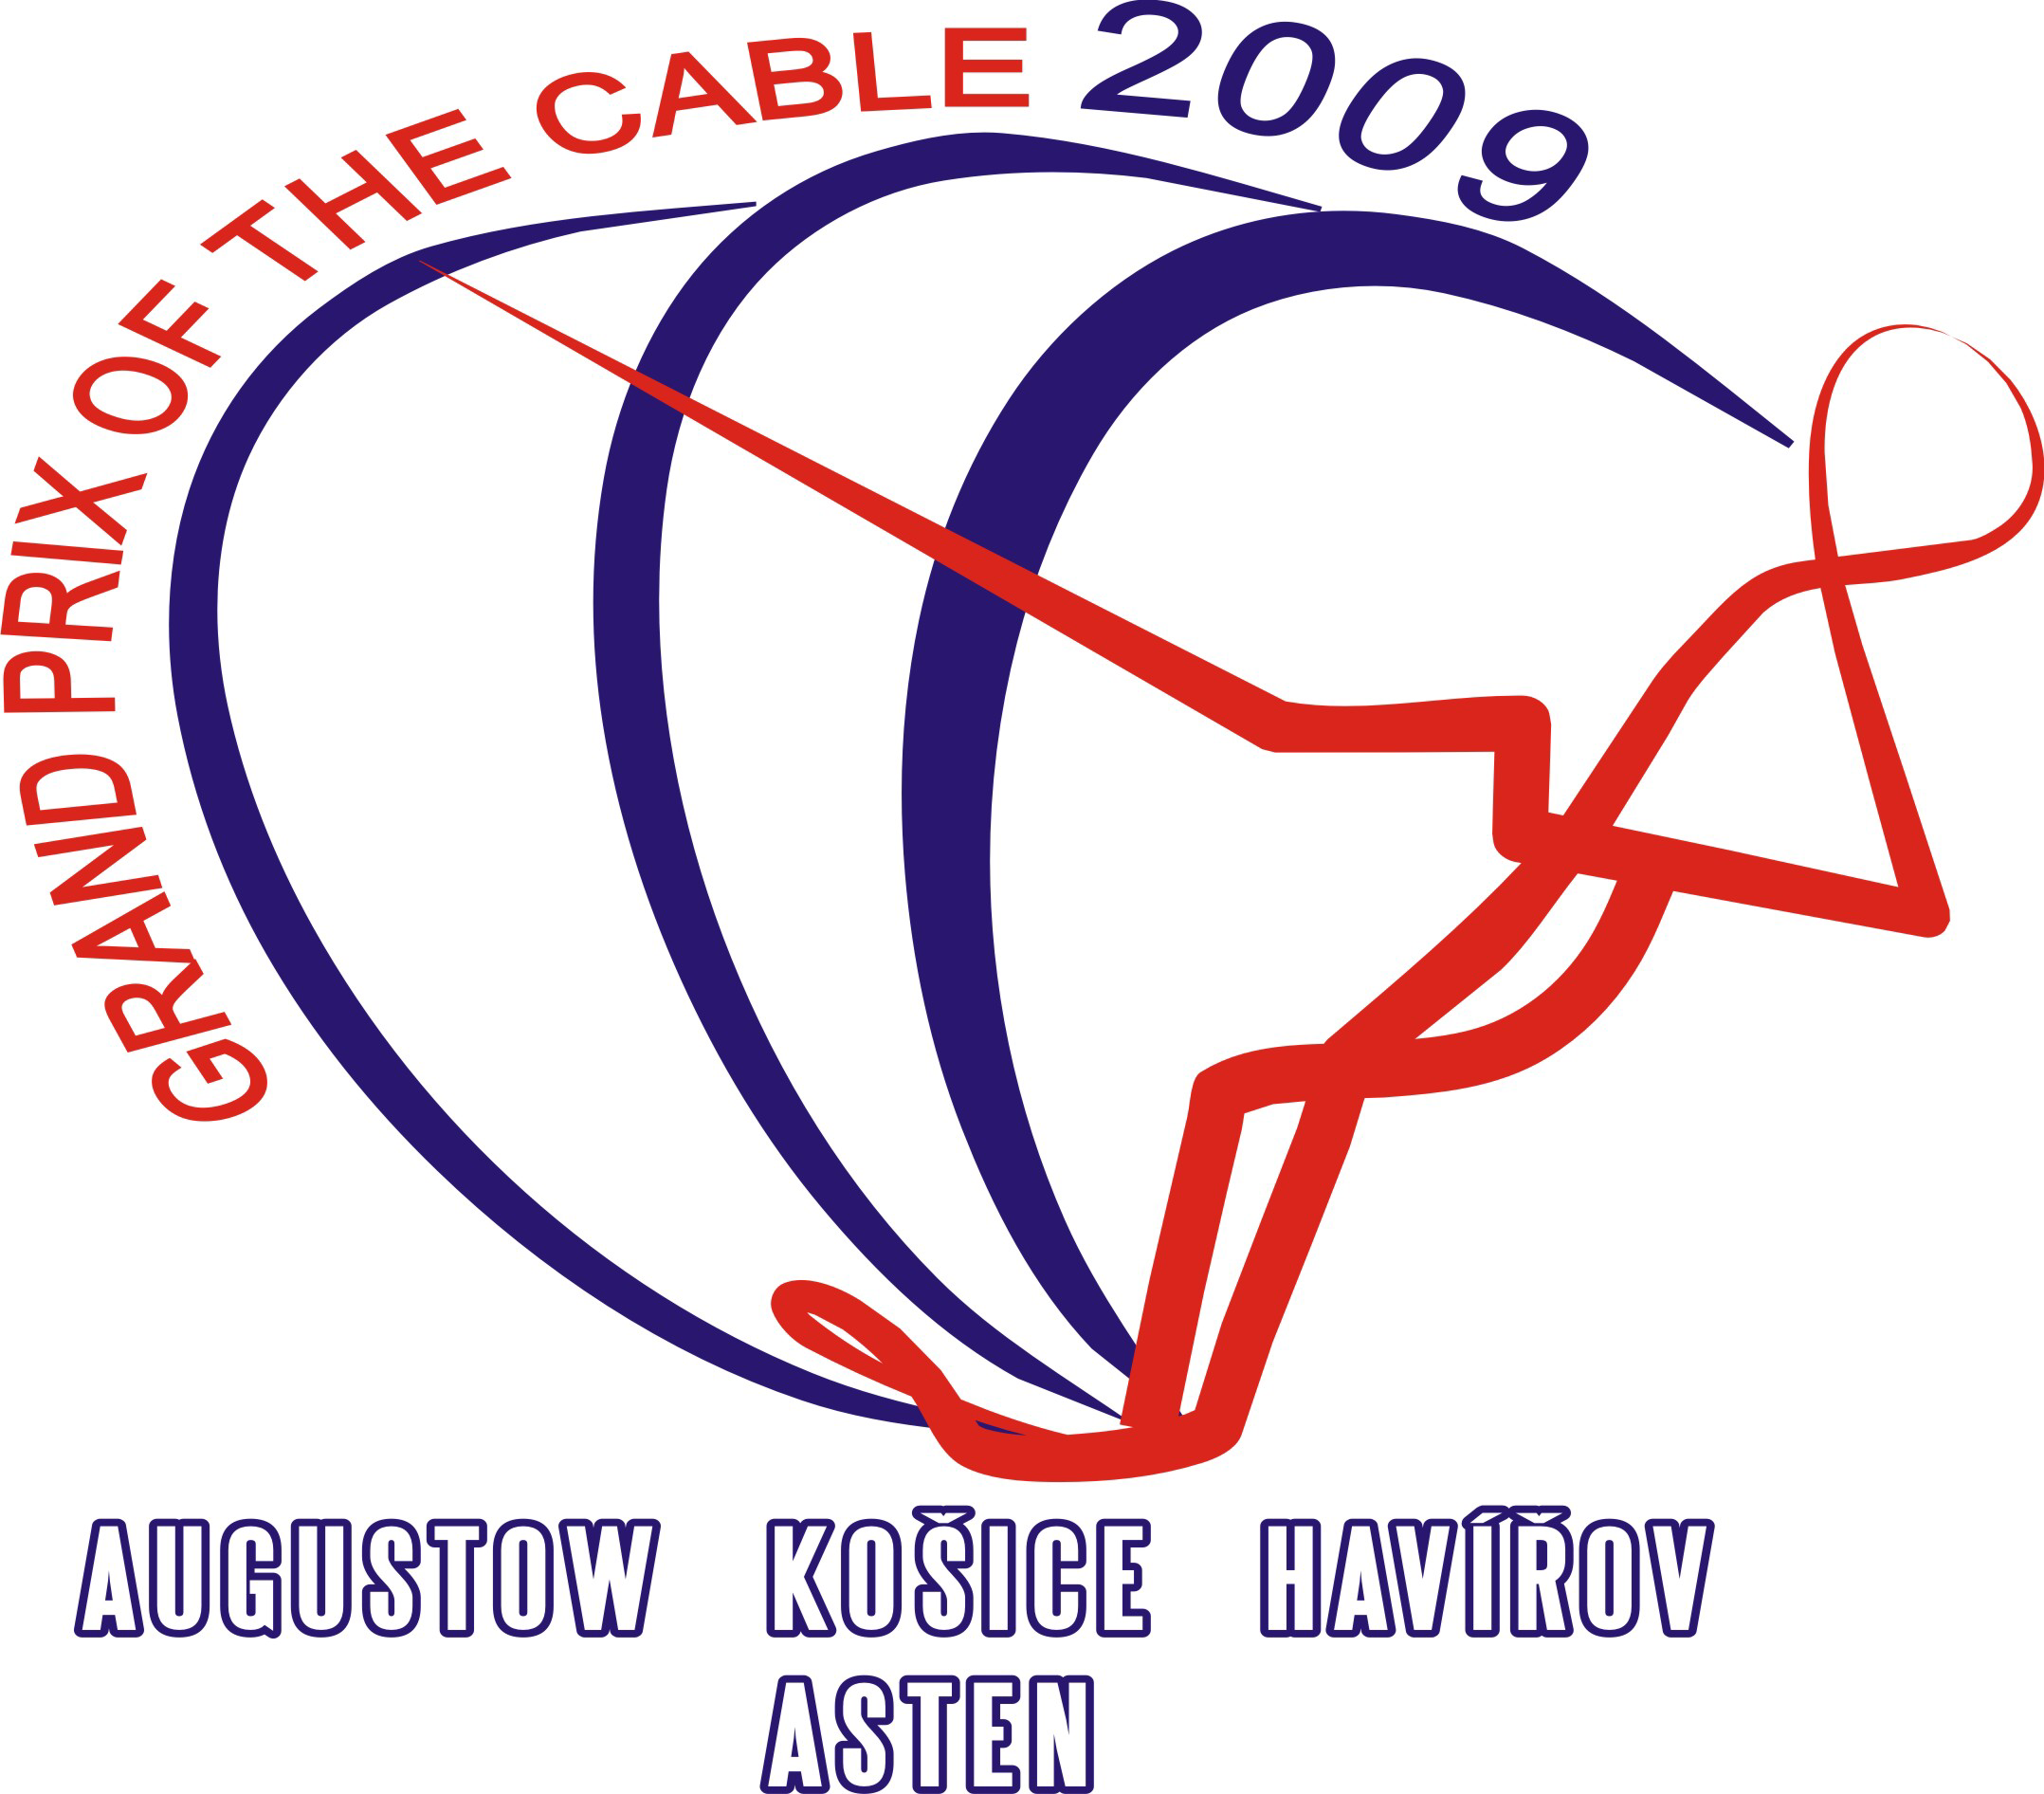 GRAND PRIX OF THE CABLE 2009
AUGUSTOW KOŠICE HAVÍŘOV
ASTEN